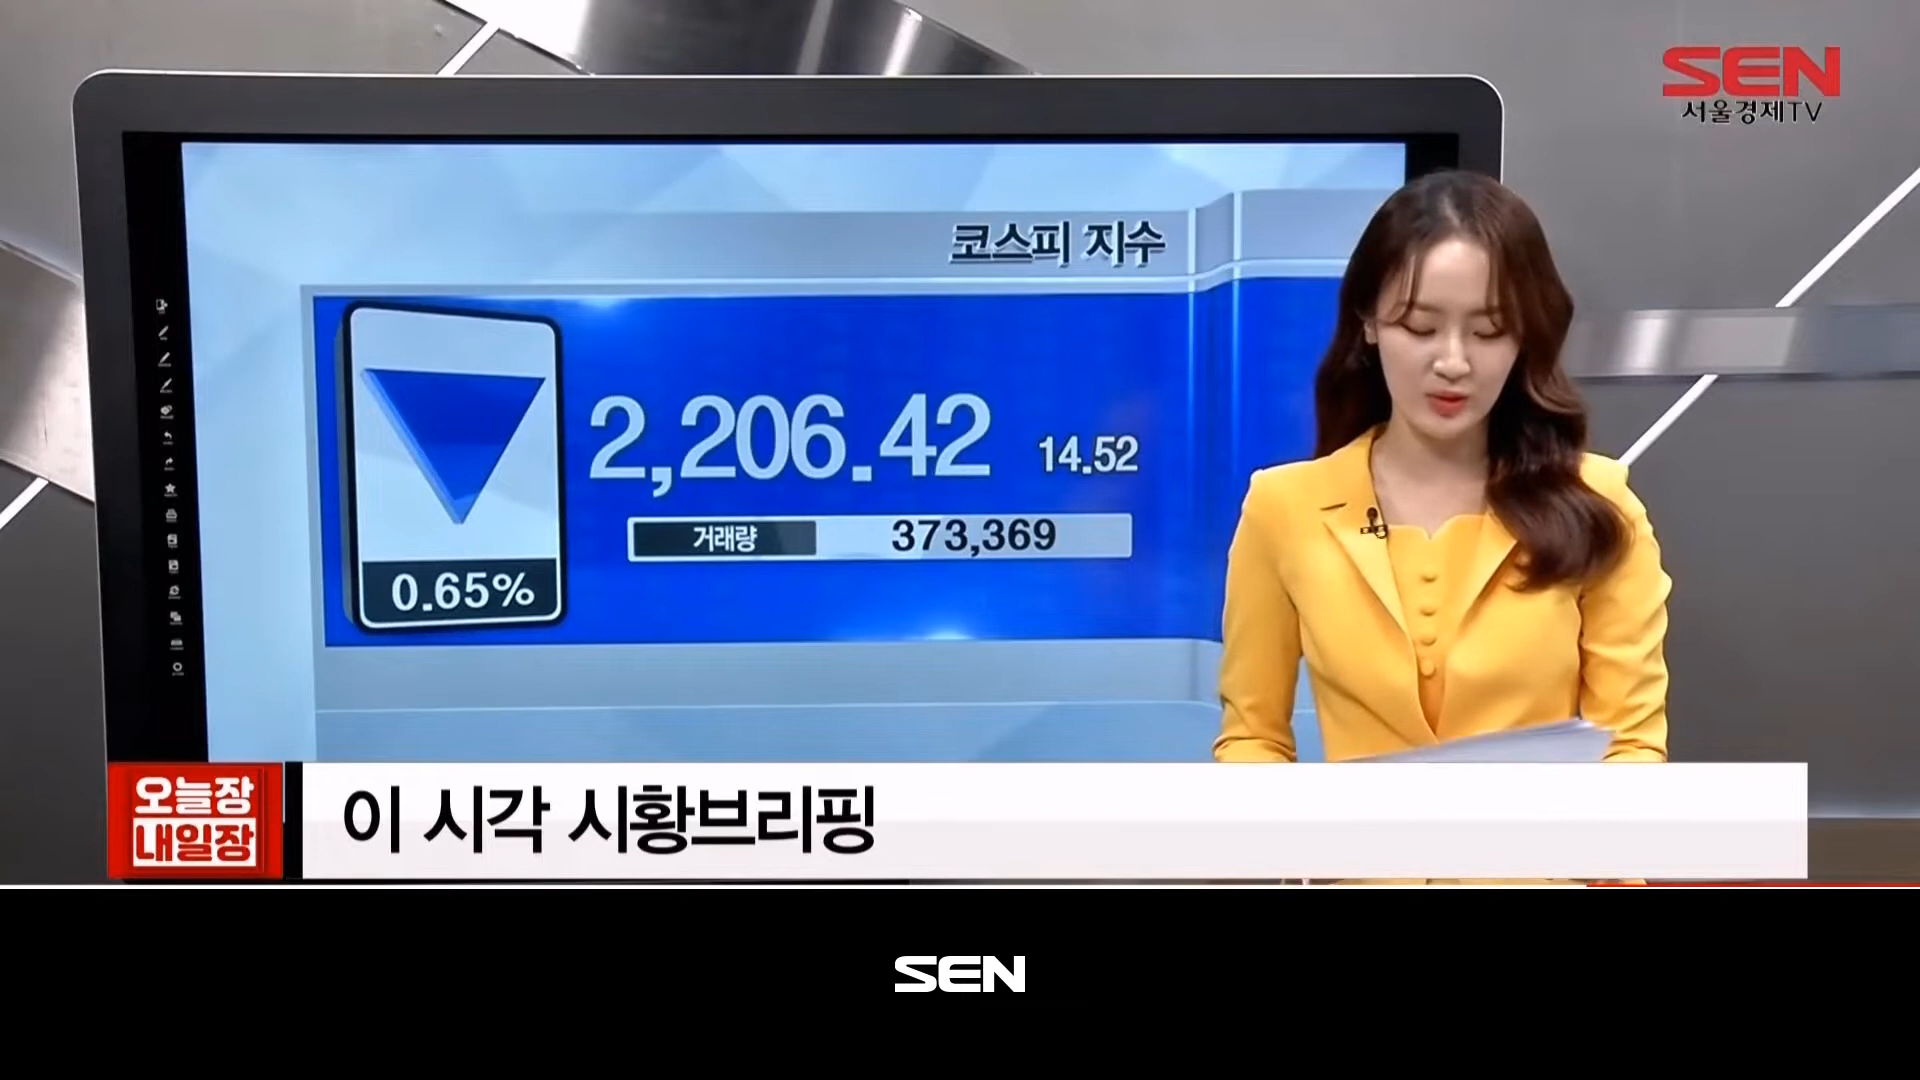 SEN
서울경제TV
코스피 지수
2,206.42 14.52
거래량 373,369
0.65%
오늘장
내일장
이 시각 시황브리핑
SEN